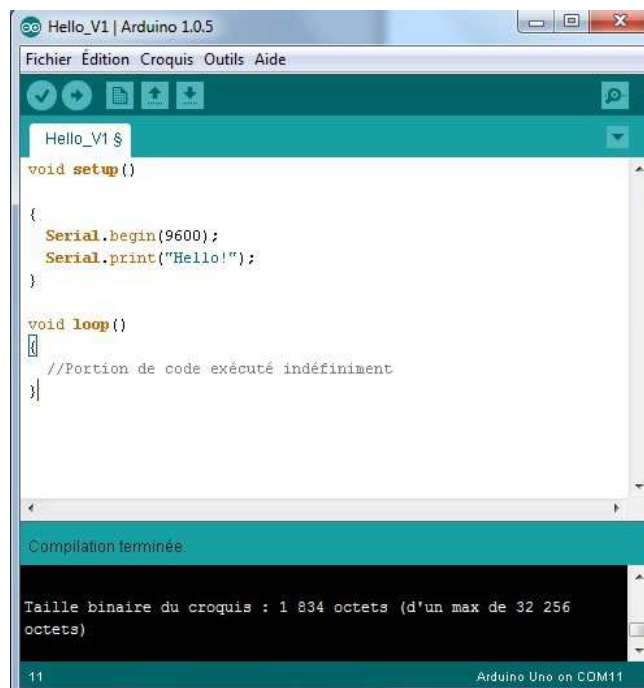 Hello_V1 | Arduino 1.0.5
Fichier Édition Croquis Outils Aide
Hello_V1 §
void setup()
{
Serial.begin(9600);
Serial.print("Hello!");
}
void loop()
{
//Portion de code exécuté indéfiniment
}
Compilation terminée.
Taille binaire du croquis : 1 834 octets (d'un max de 32 256
octets)
11 Arduino Uno on COM11